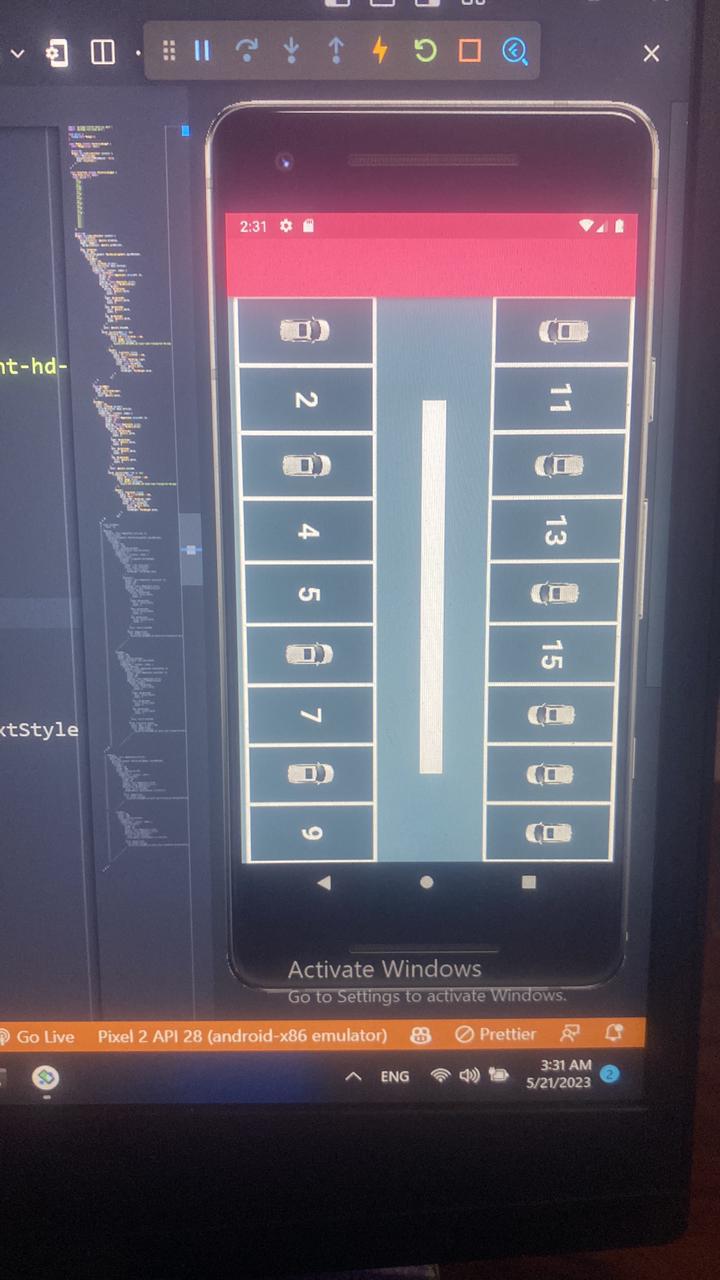 nt-hd-
xtStyle
2:31
2
11
4
13
5
15
7
9
Activate Windows
Go to Settings to activate Windows.
Go Live
Pixel 2 API 28 (android-x86 emulator)
Prettier
ENG
3:31 AM
5/21/2023
2